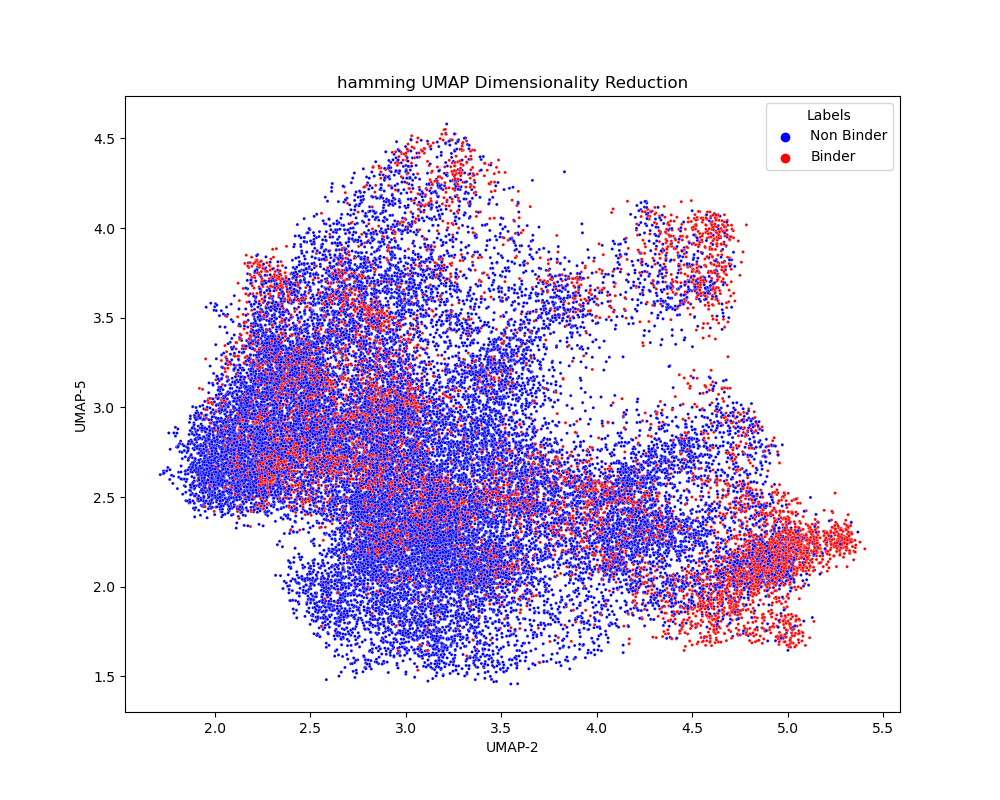 hamming UMAP Dimensionality Reduction
Labels
Non Binder
Binder
UMAP-5
4.5
4.0
3.5
3.0
2.5
2.0
1.5
2.0 2.5 3.0 3.5 4.0 4.5 5.0 5.5
UMAP-2